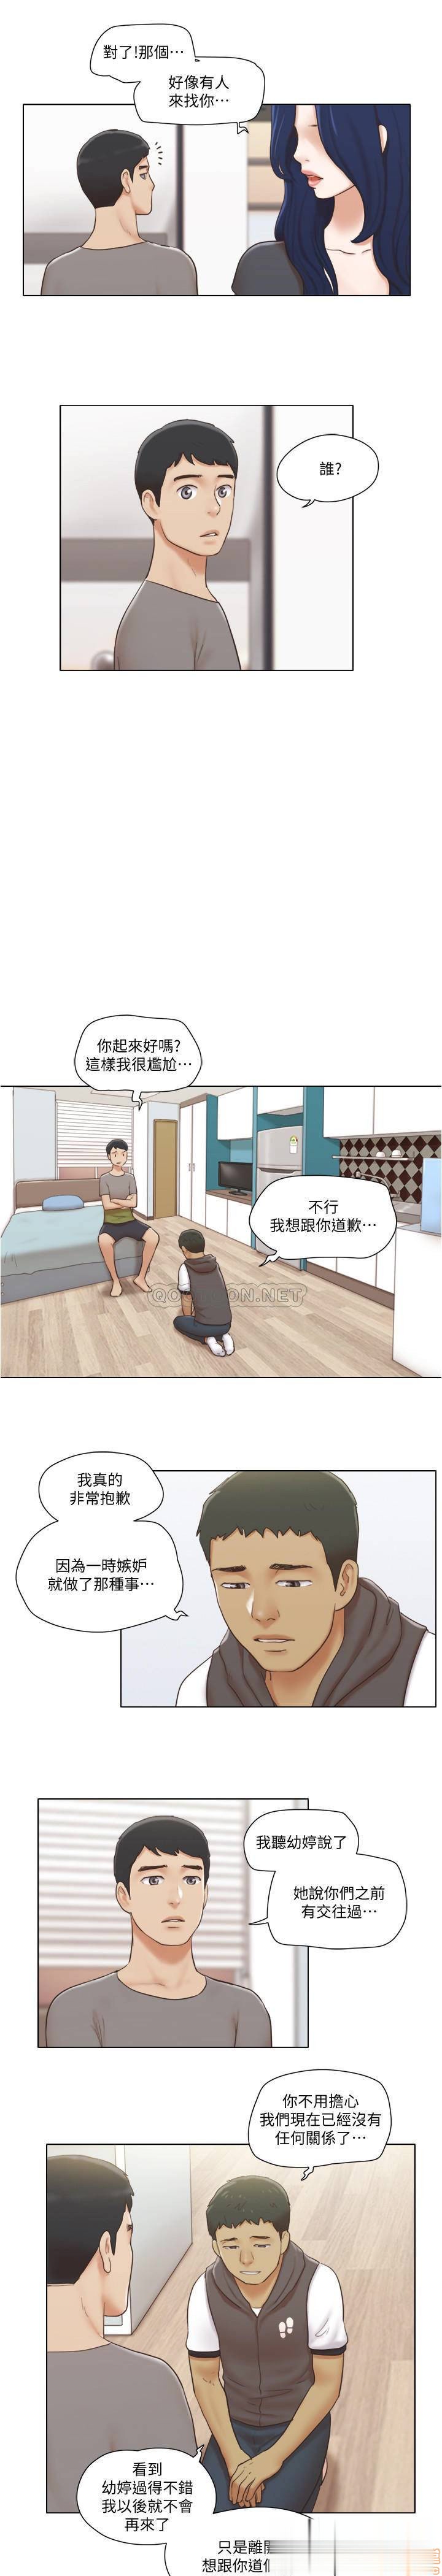 對了!那個⋯
好像有人
來找你⋯
誰?
你起來好嗎?
這樣我很尷尬⋯
不行
我想跟你道歉⋯
我真的
非常抱歉
因為一時嫉妒
就做了那種事⋯
我聽幼婷說了
她說你們之前
有交往過⋯
你不用擔心
我們現在已經沒有
任何關係了⋯
看到
幼婷過得不錯
我以後就不會
再來了
只是離開
想跟你道